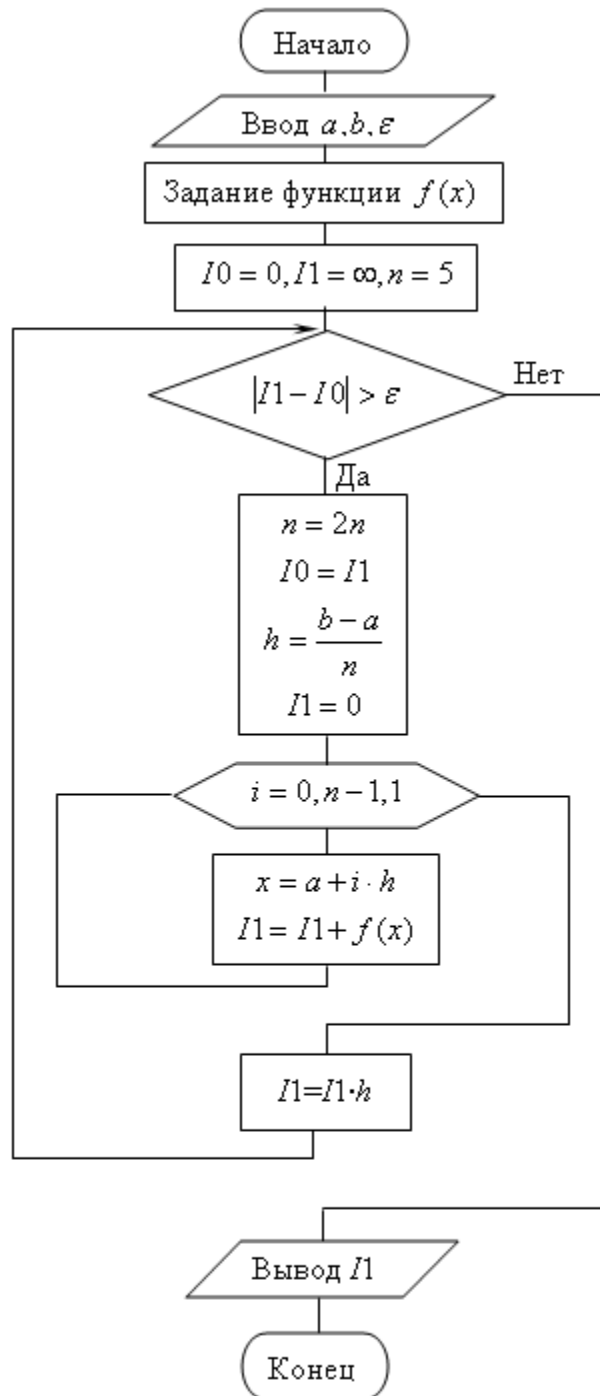 Начало
Ввод a,b,ε
Задание функции f(x)
I0 = 0, I1 = ∞, n = 5
|I1 − I0| > ε
Нет
Да
n = 2n
I0 = I1
h = (b − a)/n
I1 = 0
i = 0, n − 1, 1
x = a + i · h
I1 = I1 + f(x)
I1=I1·h
Вывод I1
Конец